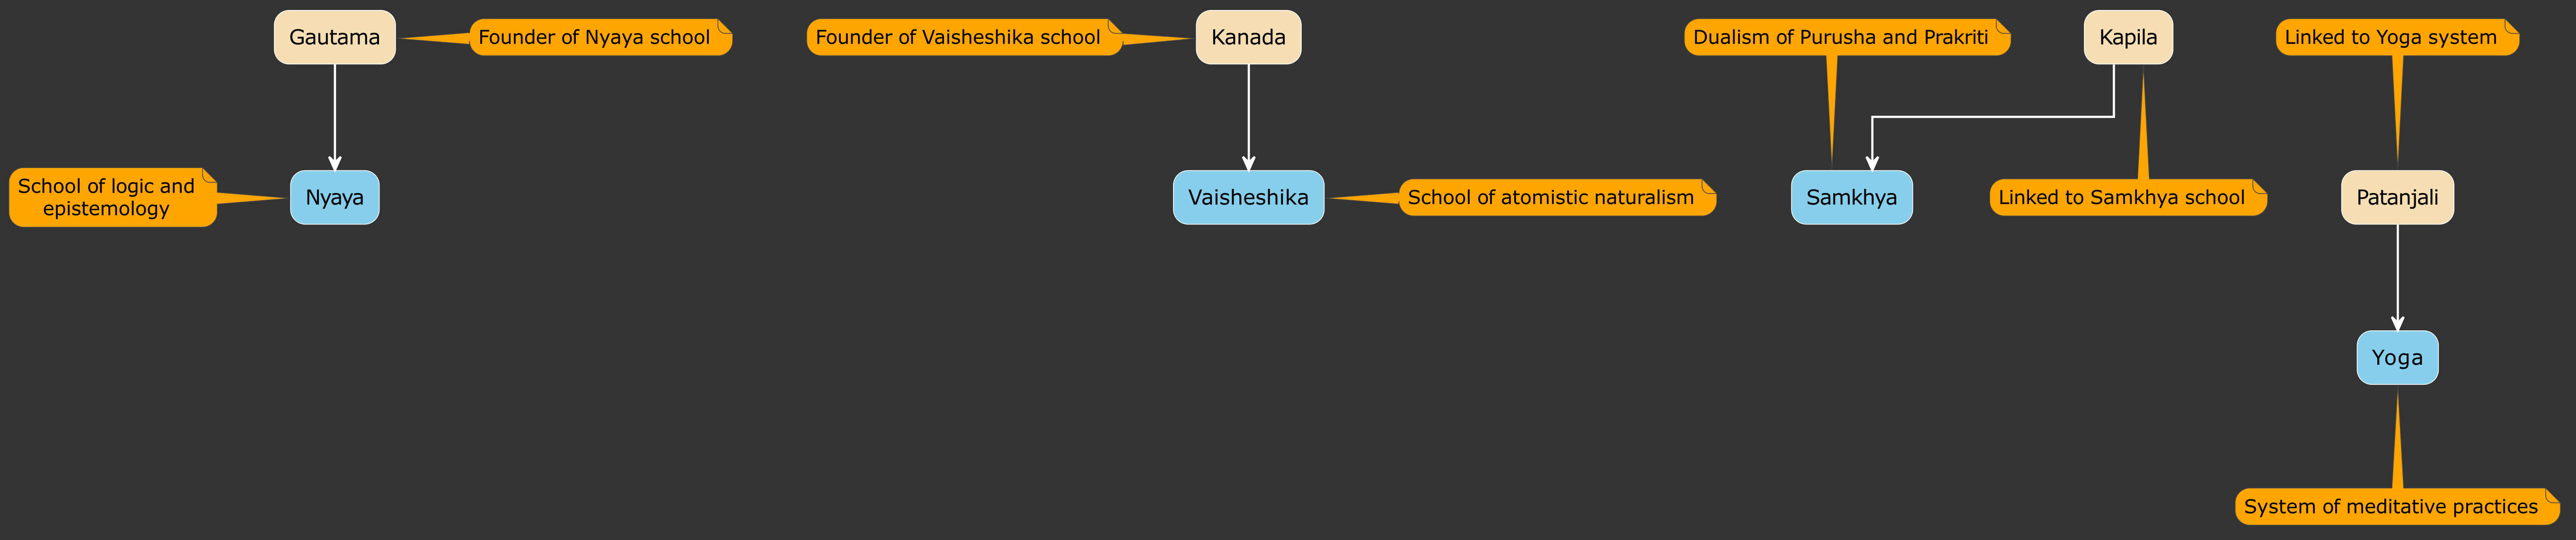 Gautama
Founder of Nyaya school
Founder of Vaisheshika school
Kanada
Dualism of Purusha and Prakriti
Kapila
Linked to Yoga system
School of logic and
epistemology
Nyaya
Vaisheshika
School of atomistic naturalism
Samkhya
Linked to Samkhya school
Patanjali
Yoga
System of meditative practices